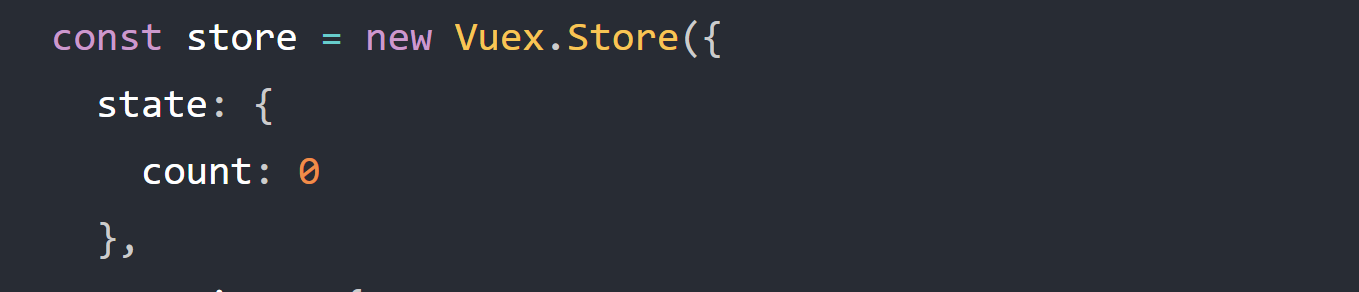 const store = new Vuex.Store({
  state: {
    count: 0
  },